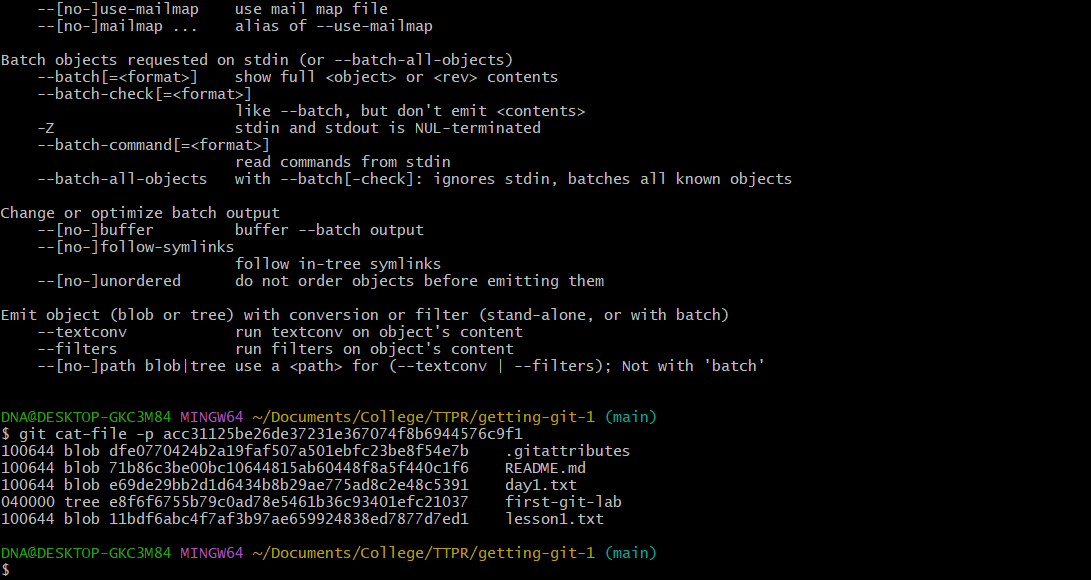 --[no-]use-mailmap    use mail map file
    --[no-]mailmap ...    alias of --use-mailmap

Batch objects requested on stdin (or --batch-all-objects)
    --batch[=<format>]    show full <object> or <rev> contents
    --batch-check[=<format>]
                          like --batch, but don't emit <contents>
    -Z                    stdin and stdout is NUL-terminated
    --batch-command[=<format>]
                          read commands from stdin
    --batch-all-objects   with --batch[-check]: ignores stdin, batches all known objects

Change or optimize batch output
    --[no-]buffer         buffer --batch output
    --[no-]follow-symlinks
                          follow in-tree symlinks
    --[no-]unordered      do not order objects before emitting them

Emit object (blob or tree) with conversion or filter (stand-alone, or with batch)
    --textconv            run textconv on object's content
    --filters             run filters on object's content
    --[no-]path blob|tree use a <path> for (--textconv | --filters); Not with 'batch'

DNA@DESKTOP-GKC3M84 MINGW64 ~/Documents/College/TTPR/getting-git-1 (main)
$ git cat-file -p acc31125be26de37231e367074f8b6944576c9f1
100644 blob dfe0770424b2a19faf507a501ebfc23be8f54e7b    .gitattributes
100644 blob 71b86c3be00bc10644815ab60448f8a5f440c1f6    README.md
100644 blob e69de29bb2d1d6434b8b29ae775ad8c2e48c5391    day1.txt
040000 tree e8f6f6755b79c0ad78e5461b36c93401efc21037    first-git-lab
100644 blob 11bdf6abc4f7af3b97ae659924838ed7877d7ed1    lesson1.txt

DNA@DESKTOP-GKC3M84 MINGW64 ~/Documents/College/TTPR/getting-git-1 (main)
$